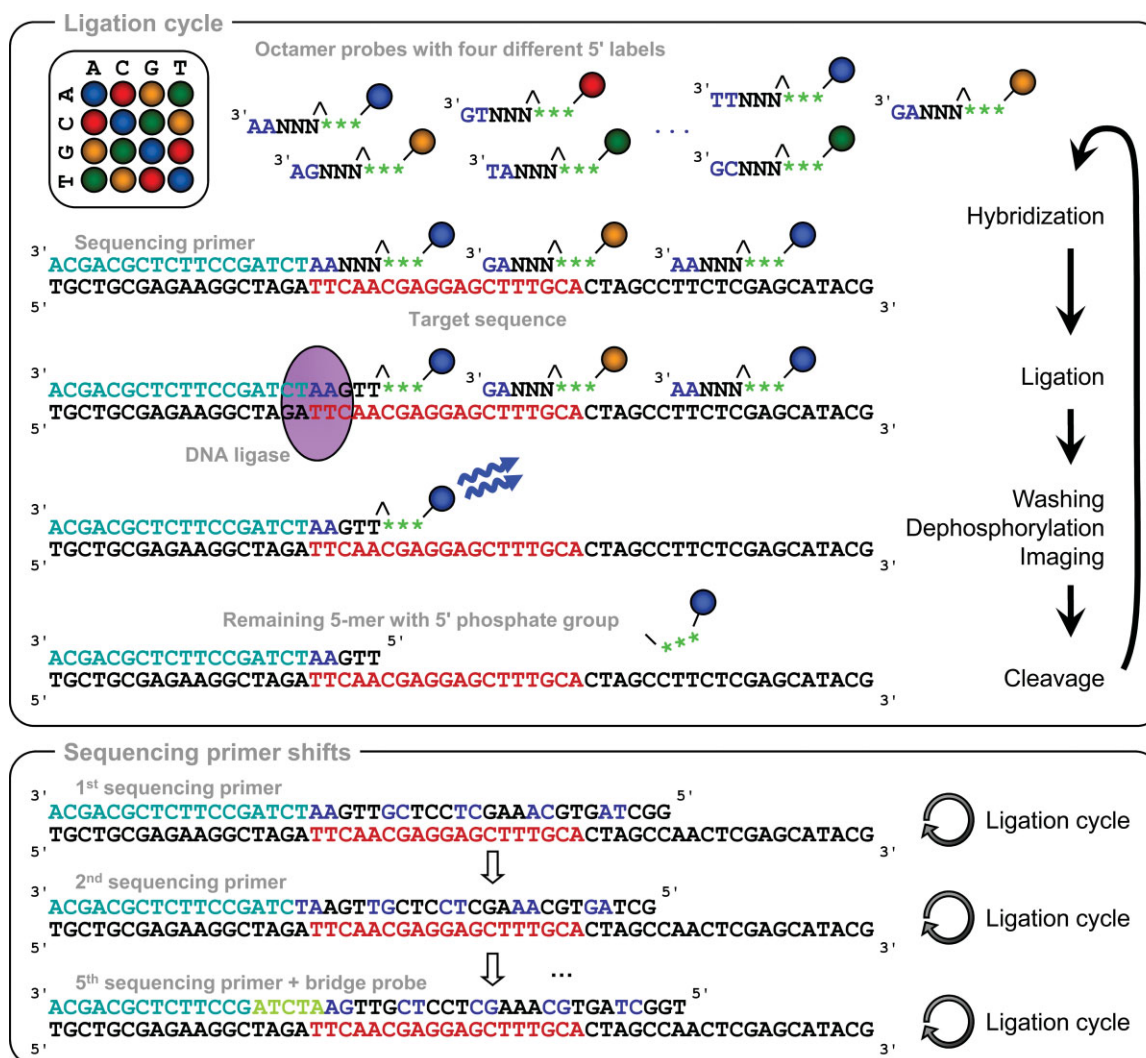 Ligation cycle
A C G T
A
C
G
T
Octamer probes with four different 5' labels
3' AANNN^***
3' GTNNN^***
3' TTNNN^***
3' GANNN^***
3' AGNNN^***
3' TANNN^***
...
3' GCNNN^***
Hybridization
Sequencing primer
3' ACGACGCTCTTCCGATCTAANNN^*** 3' GANNN^*** 3' AANNN^***
5' TGCTGCGAGAAGGCTAGATTCAACGAGGAGCTTTGCACTAGCCTTCTCGAGCATACG 3'
Target sequence
Ligation
3' ACGACGCTCTTCCGATCTAAGTT^*** 3' GANNN^*** 3' AANNN^***
5' TGCTGCGAGAAGGCTAGATTCAACGAGGAGCTTTGCACTAGCCTTCTCGAGCATACG 3'
DNA ligase
Washing
Dephosphorylation
Imaging
3' ACGACGCTCTTCCGATCTAAGTT^***
5' TGCTGCGAGAAGGCTAGATTCAACGAGGAGCTTTGCACTAGCCTTCTCGAGCATACG 3'
Remaining 5-mer with 5' phosphate group
***
Cleavage
3' ACGACGCTCTTCCGATCTAAGTT 5'
5' TGCTGCGAGAAGGCTAGATTCAACGAGGAGCTTTGCACTAGCCTTCTCGAGCATACG 3'
Sequencing primer shifts
1st sequencing primer
3' ACGACGCTCTTCCGATCTAAGTTGCTCCTCGAAACGTGATCGG 5'
5' TGCTGCGAGAAGGCTAGATTCAACGAGGAGCTTTGCACTAGCCAACTCGAGCATACG 3'
Ligation cycle
2nd sequencing primer
3' ACGACGCTCTTCCGATCTAAGTTGCTCCTCGAAACGTGATCG 5'
5' TGCTGCGAGAAGGCTAGATTCAACGAGGAGCTTTGCACTAGCCAACTCGAGCATACG 3'
Ligation cycle
...
5th sequencing primer + bridge probe
3' ACGACGCTCTTCCGATCTAAGTTGCTCCTCGAAACGTGATCGGT 5'
5' TGCTGCGAGAAGGCTAGATTCAACGAGGAGCTTTGCACTAGCCAACTCGAGCATACG 3'
Ligation cycle